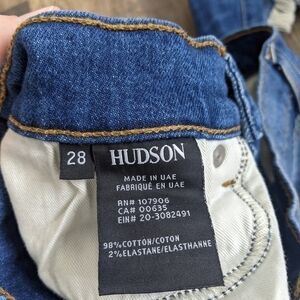 28
HUDSON
MADE IN UAE
FABRIQUÉ EN UAE
RN# 107906
CA# 00635
EIN# 20-3082491
98% COTTON/COTON
2% ELASTANE/ELASTHANNE